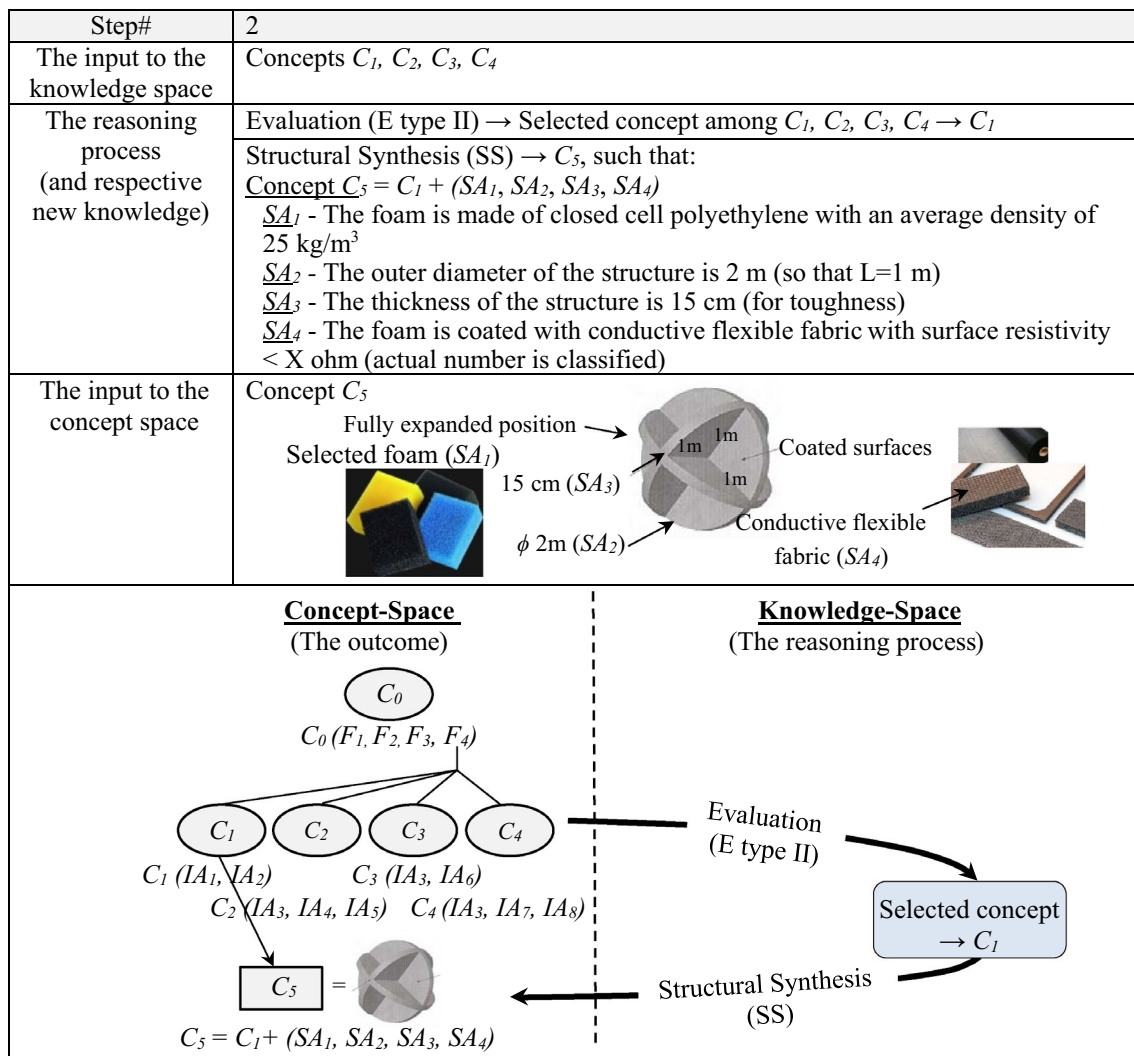 Step#
2
The input to the
knowledge space
Concepts C1, C2, C3, C4
The reasoning
process
(and respective
new knowledge)
Evaluation (E type II) → Selected concept among C1, C2, C3, C4 → C1
Structural Synthesis (SS) → C5, such that:
Concept C5 = C1 + (SA1, SA2, SA3, SA4)
SA1 - The foam is made of closed cell polyethylene with an average density of
25 kg/m³
SA2 - The outer diameter of the structure is 2 m (so that L=1 m)
SA3 - The thickness of the structure is 15 cm (for toughness)
SA4 - The foam is coated with conductive flexible fabric with surface resistivity
< X ohm (actual number is classified)
The input to the
concept space
Concept C5
Fully expanded position
Selected foam (SA1)
15 cm (SA3)
ϕ 2m (SA2)
1m
1m
1m
Coated surfaces
Conductive flexible
fabric (SA4)
Concept-Space
(The outcome)
Knowledge-Space
(The reasoning process)
C0
C0 (F1, F2, F3, F4)
C1
C2
C3
C4
C1 (IA1, IA2)
C3 (IA3, IA6)
C2 (IA3, IA4, IA5)
C4 (IA3, IA7, IA8)
Evaluation
(E type II)
Selected concept
→ C1
Structural Synthesis
(SS)
C5
=
C5 = C1+ (SA1, SA2, SA3, SA4)